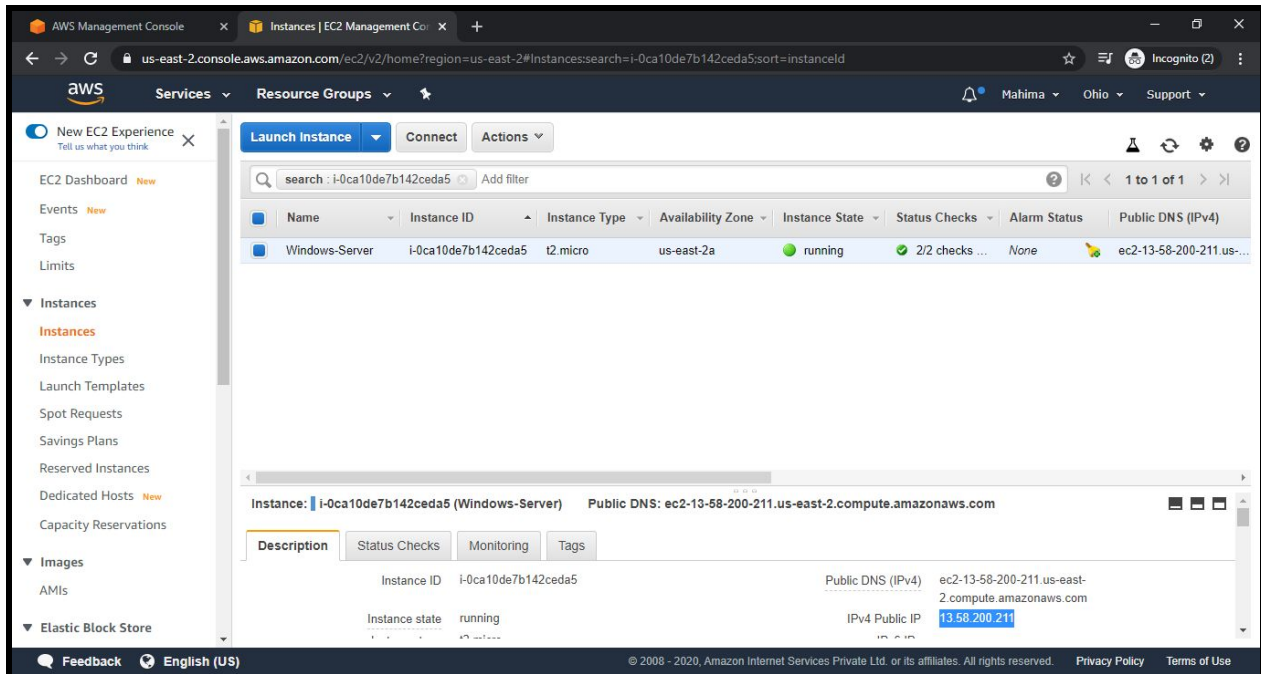 AWS Management Console
Instances | EC2 Management Con
us-east-2.console.aws.amazon.com/ec2/v2/home?region=us-east-2#Instances:search=i-0ca10de7b142ceda5;sort=instanceId
Incognito (2)
aws Services Resource Groups Mahima Ohio Support
New EC2 Experience
Tell us what you think
EC2 Dashboard New
Events New
Tags
Limits
Instances
Instances
Instance Types
Launch Templates
Spot Requests
Savings Plans
Reserved Instances
Dedicated Hosts New
Capacity Reservations
Images
AMIs
Elastic Block Store
Launch Instance Connect Actions
search : i-0ca10de7b142ceda5 Add filter 1 to 1 of 1
Name Instance ID Instance Type Availability Zone Instance State Status Checks Alarm Status Public DNS (IPv4)
Windows-Server i-0ca10de7b142ceda5 t2.micro us-east-2a running 2/2 checks ... None ec2-13-58-200-211.us-...
Instance: i-0ca10de7b142ceda5 (Windows-Server) Public DNS: ec2-13-58-200-211.us-east-2.compute.amazonaws.com
Description Status Checks Monitoring Tags
Instance ID i-0ca10de7b142ceda5 Public DNS (IPv4) ec2-13-58-200-211.us-east-
2.compute.amazonaws.com
Instance state running IPv4 Public IP 13.58.200.211
Feedback English (US) © 2008 - 2020, Amazon Internet Services Private Ltd. or its affiliates. All rights reserved. Privacy Policy Terms of Use